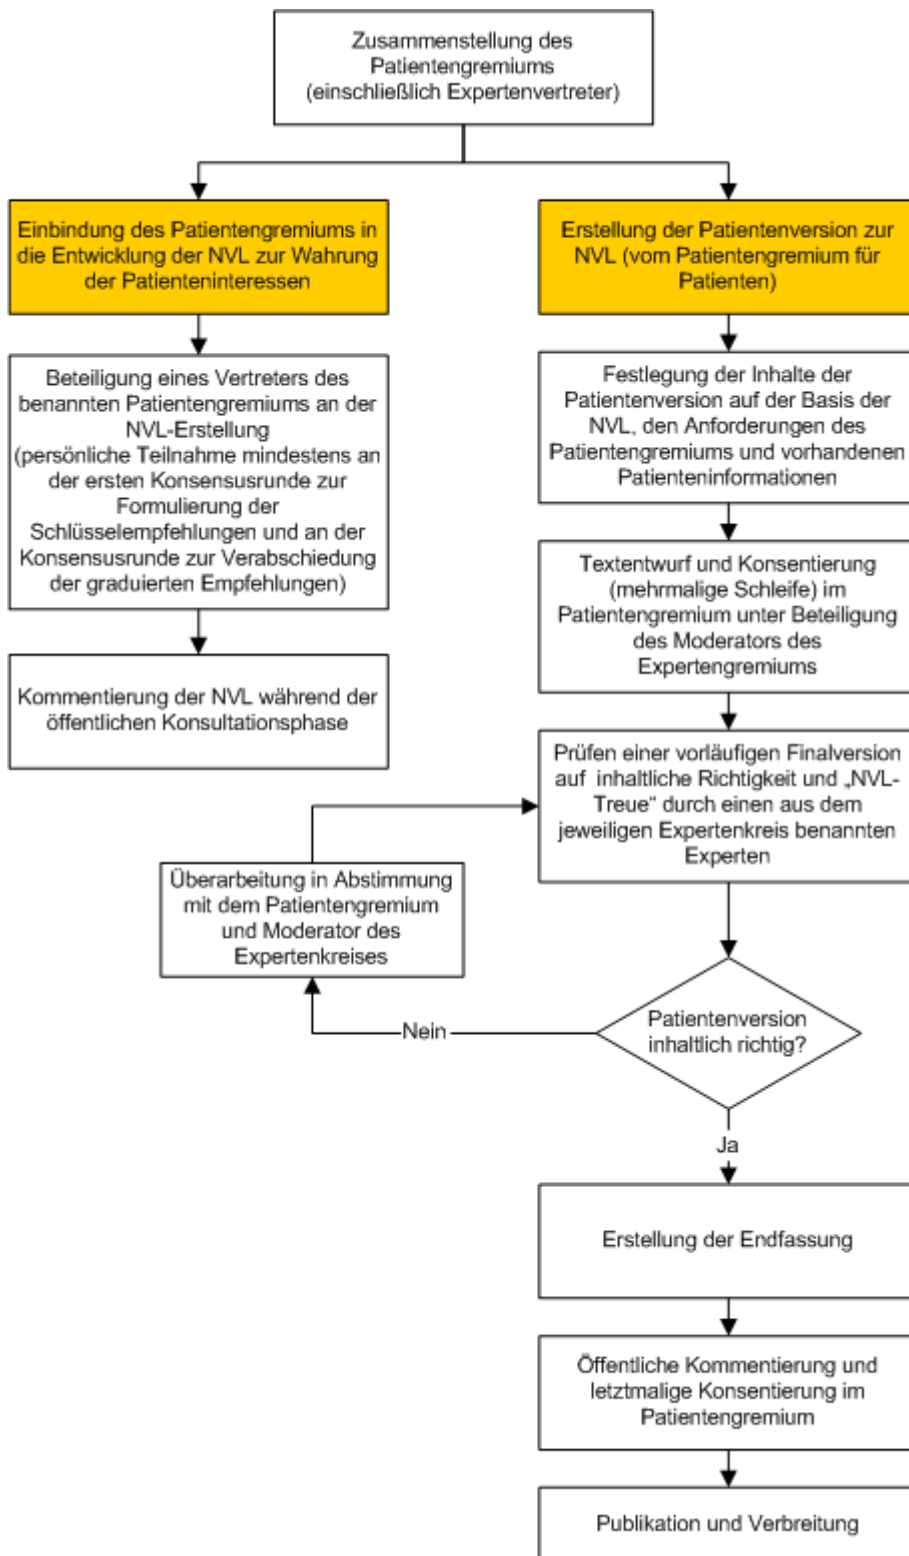 Zusammenstellung des
Patientengremiums
(einschließlich Expertenvertreter)
Einbindung des Patientengremiums in
die Entwicklung der NVL zur Wahrung
der Patienteninteressen
Beteiligung eines Vertreters des
benannten Patientengremiums an der
NVL-Erstellung
(persönliche Teilnahme mindestens an
der ersten Konsensusrunde zur
Formulierung der
Schlüsselempfehlungen und an der
Konsensusrunde zur Verabschiedung
der graduierten Empfehlungen)
Kommentierung der NVL während der
öffentlichen Konsultationsphase
Erstellung der Patientenversion zur
NVL (vom Patientengremium für
Patienten)
Festlegung der Inhalte der
Patientenversion auf der Basis der
NVL, den Anforderungen des
Patientengremiums und vorhandenen
Patienteninformationen
Textentwurf und Konsentierung
(mehrmalige Schleife) im
Patientengremium unter Beteiligung
des Moderators des
Expertengremiums
Prüfen einer vorläufigen Finalversion
auf inhaltliche Richtigkeit und „NVL-
Treue“ durch einen aus dem
jeweiligen Expertenkreis benannten
Experten
Überarbeitung in Abstimmung
mit dem Patientengremium
und Moderator des
Expertenkreises
Patientenversion
inhaltlich richtig?
Nein
Ja
Erstellung der Endfassung
Öffentliche Kommentierung und
letztmalige Konsentierung im
Patientengremium
Publikation und Verbreitung